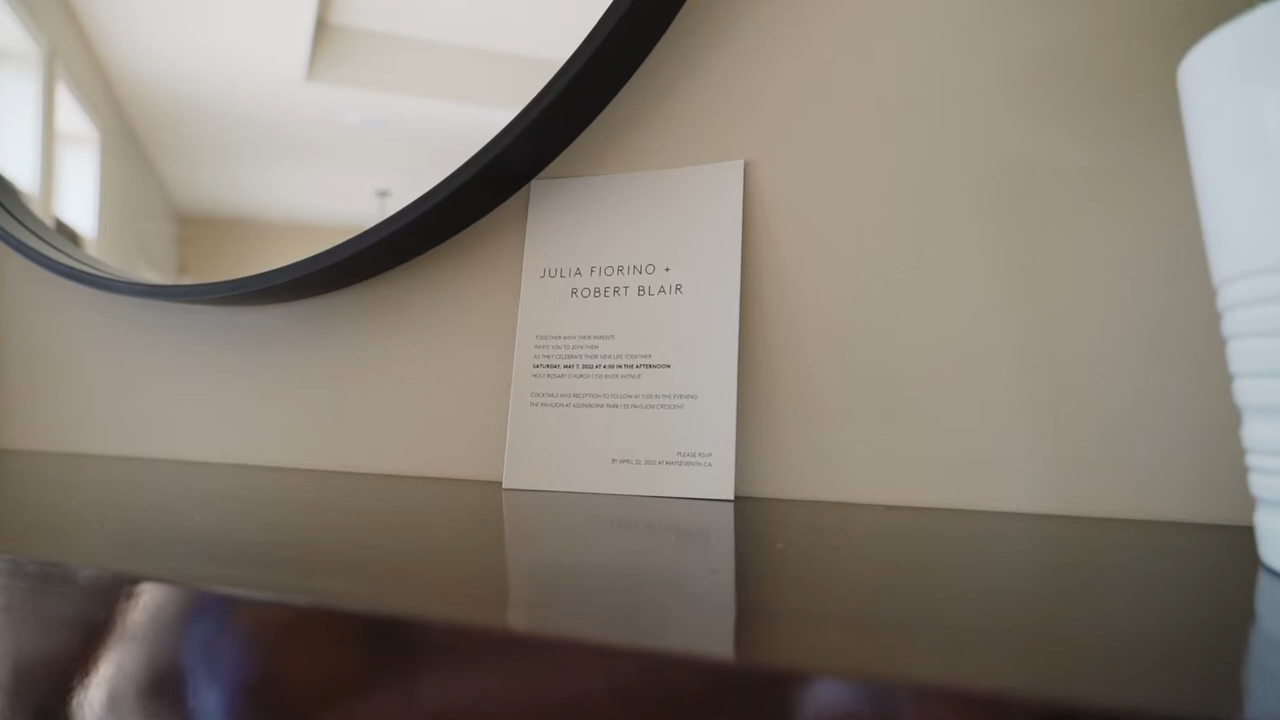 JULIA FIORINO +
ROBERT BLAIR
TOGETHER WITH THEIR PARENTS
INVITE YOU TO JOIN THEM
AS THEY CELEBRATE THEIR NEW LIFE TOGETHER
SATURDAY, MAY 7, 2022 AT 4:00 IN THE AFTERNOON
HOLY ROSARY CHURCH | 510 RIVER AVENUE
COCKTAILS AND RECEPTION TO FOLLOW AT 5:00 IN THE EVENING
THE PAVILION AT ASSINIBOINE PARK | 55 PAVILION CRESCENT
PLEASE RSVP
BY APRIL 22, 2022 AT MAYSEVENTH.CA